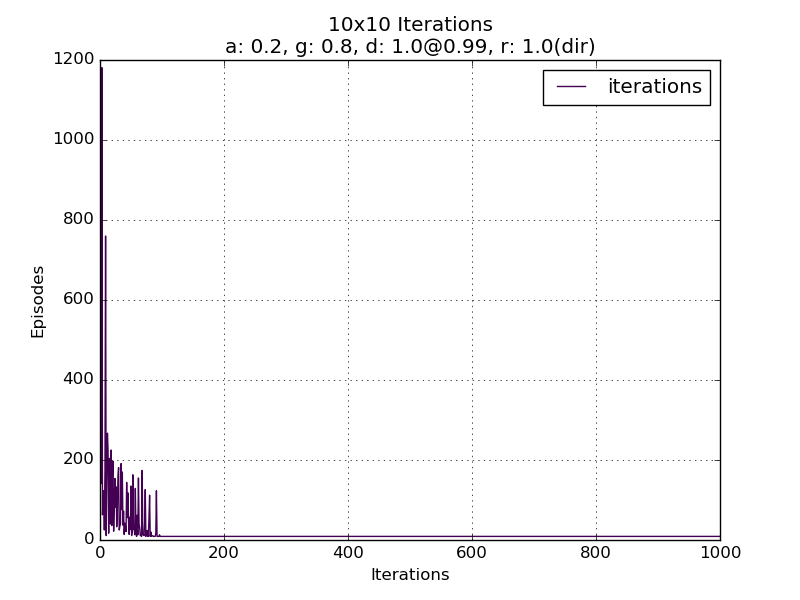 10x10 Iterations
a: 0.2, g: 0.8, d: 1.0@0.99, r: 1.0(dir)
1200
1000
800
600
400
200
0
Episodes
iterations
0 200 400 600 800 1000
Iterations